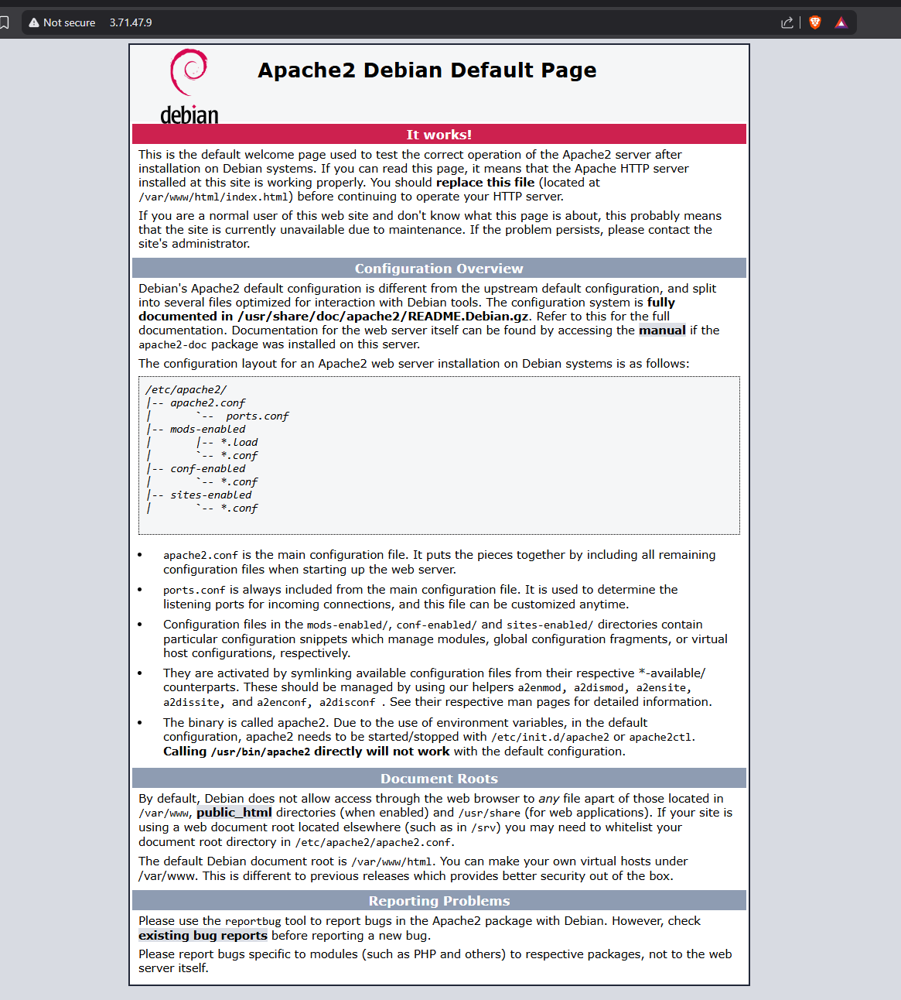 Not secure 3.71.47.9
debian
Apache2 Debian Default Page
It works!
This is the default welcome page used to test the correct operation of the Apache2 server after
installation on Debian systems. If you can read this page, it means that the Apache HTTP server
installed at this site is working properly. You should replace this file (located at
/var/www/html/index.html) before continuing to operate your HTTP server.
If you are a normal user of this web site and don't know what this page is about, this probably means
that the site is currently unavailable due to maintenance. If the problem persists, please contact the
site's administrator.
Configuration Overview
Debian's Apache2 default configuration is different from the upstream default configuration, and split
into several files optimized for interaction with Debian tools. The configuration system is fully
documented in /usr/share/doc/apache2/README.Debian.gz. Refer to this for the full
documentation. Documentation for the web server itself can be found by accessing the manual if the
apache2-doc package was installed on this server.
The configuration layout for an Apache2 web server installation on Debian systems is as follows:
/etc/apache2/
|-- apache2.conf
|       `--  ports.conf
|-- mods-enabled
|       |-- *.load
|       `-- *.conf
|-- conf-enabled
|       `-- *.conf
|-- sites-enabled
|       `-- *.conf
• apache2.conf is the main configuration file. It puts the pieces together by including all remaining
configuration files when starting up the web server.
• ports.conf is always included from the main configuration file. It is used to determine the
listening ports for incoming connections, and this file can be customized anytime.
• Configuration files in the mods-enabled/, conf-enabled/ and sites-enabled/ directories contain
particular configuration snippets which manage modules, global configuration fragments, or virtual
host configurations, respectively.
• They are activated by symlinking available configuration files from their respective *-available/
counterparts. These should be managed by using our helpers a2enmod, a2dismod, a2ensite,
a2dissite, and a2enconf, a2disconf . See their respective man pages for detailed information.
• The binary is called apache2. Due to the use of environment variables, in the default
configuration, apache2 needs to be started/stopped with /etc/init.d/apache2 or apache2ctl.
Calling /usr/bin/apache2 directly will not work with the default configuration.
Document Roots
By default, Debian does not allow access through the web browser to any file apart of those located in
/var/www, public_html directories (when enabled) and /usr/share (for web applications). If your site is
using a web document root located elsewhere (such as in /srv) you may need to whitelist your
document root directory in /etc/apache2/apache2.conf.
The default Debian document root is /var/www/html. You can make your own virtual hosts under
/var/www. This is different to previous releases which provides better security out of the box.
Reporting Problems
Please use the reportbug tool to report bugs in the Apache2 package with Debian. However, check
existing bug reports before reporting a new bug.
Please report bugs specific to modules (such as PHP and others) to respective packages, not to the web
server itself.